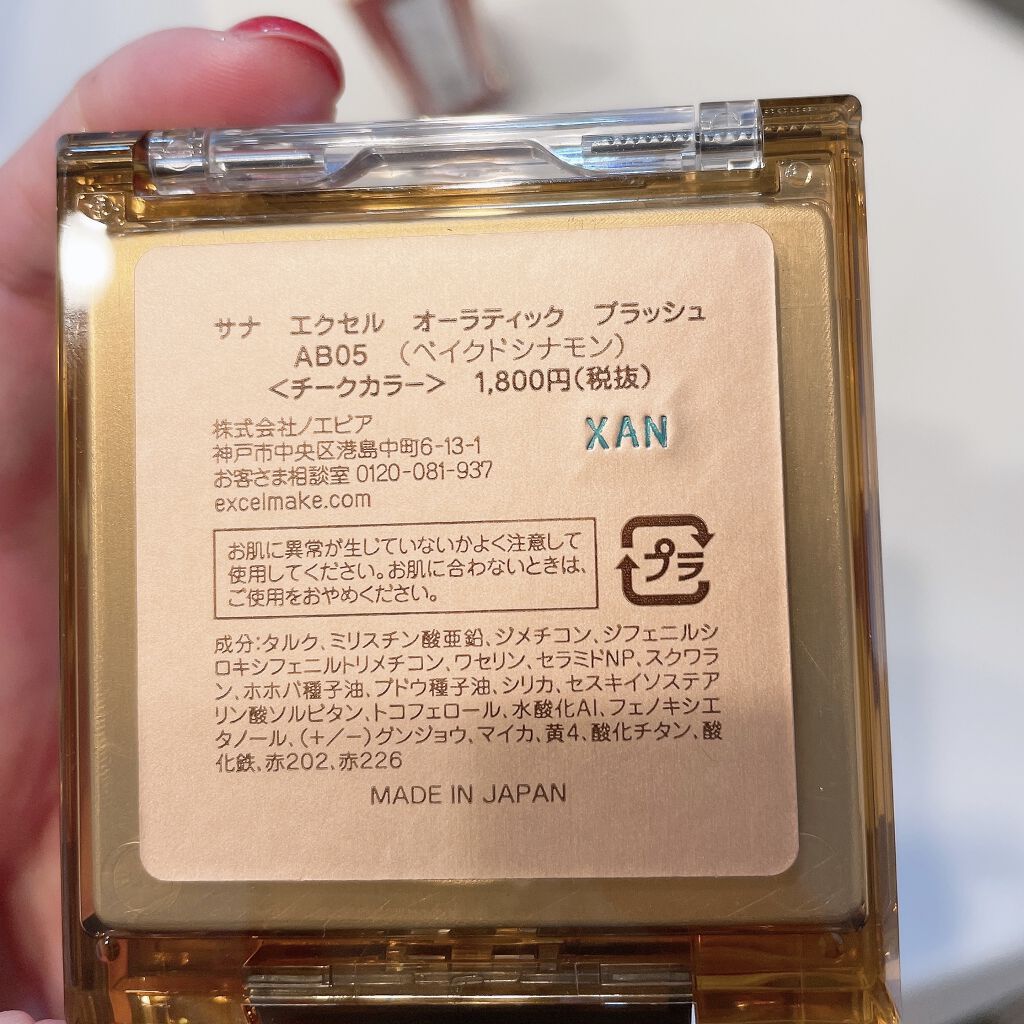 サナ エクセル オーラティック ブラッシュ
AB05 (ベイクドシナモン)
<チークカラー> 1,800円(税抜)
株式会社ノエビア
神戸市中央区港島中町6-13-1
お客さま相談室 0120-081-937
excelmake.com
XAN
お肌に異常が生じていないかよく注意して
使用してください。お肌に合わないときは、
ご使用をおやめください。
プラ
成分:タルク、ミリスチン酸亜鉛、ジメチコン、ジフェニルシ
ロキシフェニルトリメチコン、ワセリン、セラミドNP、スクワラ
ン、ホホバ種子油、ブドウ種子油、シリカ、セスキイソステア
リン酸ソルビタン、トコフェロール、水酸化Al、フェノキシエ
タノール、(+/-)グンジョウ、マイカ、黄4、酸化チタン、酸
化鉄、赤202、赤226
MADE IN JAPAN